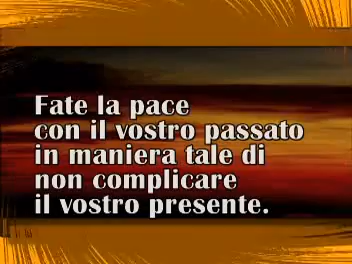 Fate la pace
con il vostro passato
in maniera tale di
non complicare
il vostro presente.